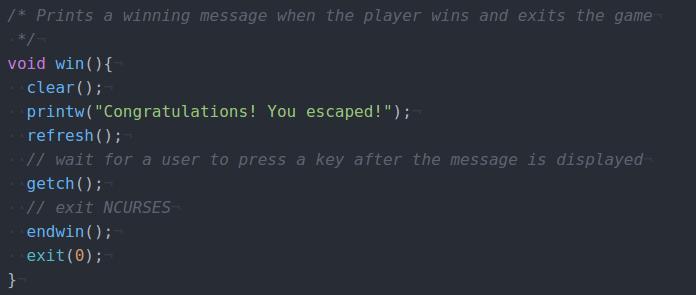 /* Prints a winning message when the player wins and exits the game
 */
void win(){
  clear();
  printw("Congratulations! You escaped!");
  refresh();
  // wait for a user to press a key after the message is displayed
  getch();
  // exit NCURSES
  endwin();
  exit(0);
}